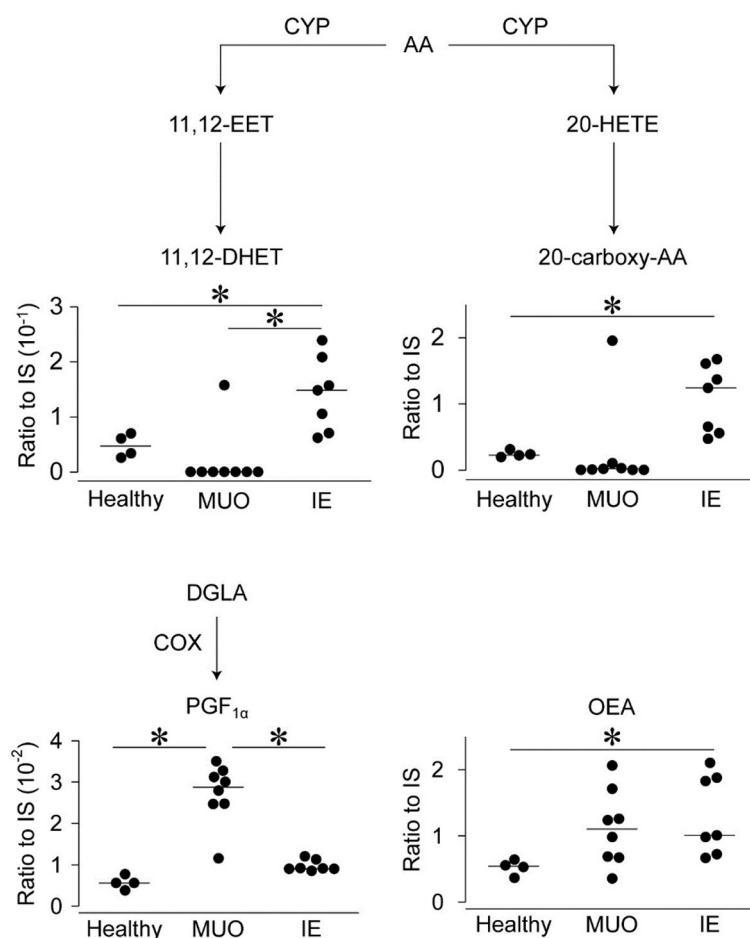 CYP AA CYP
11,12-EET 20-HETE
11,12-DHET 20-carboxy-AA
Ratio to IS (10⁻¹)
3
2
1
0
*
*
Healthy MUO IE
Ratio to IS
2
1
0
*
Healthy MUO IE
DGLA
COX
PGF₁α
Ratio to IS (10⁻²)
4
3
2
1
0
* *
Healthy MUO IE
OEA
Ratio to IS
2
1
0
*
Healthy MUO IE